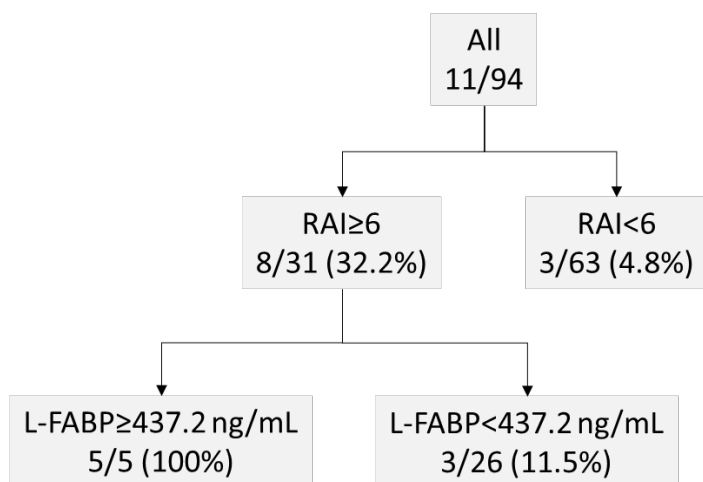 All
11/94
RAI≥6
8/31 (32.2%)
RAI<6
3/63 (4.8%)
L-FABP≥437.2 ng/mL
5/5 (100%)
L-FABP<437.2 ng/mL
3/26 (11.5%)